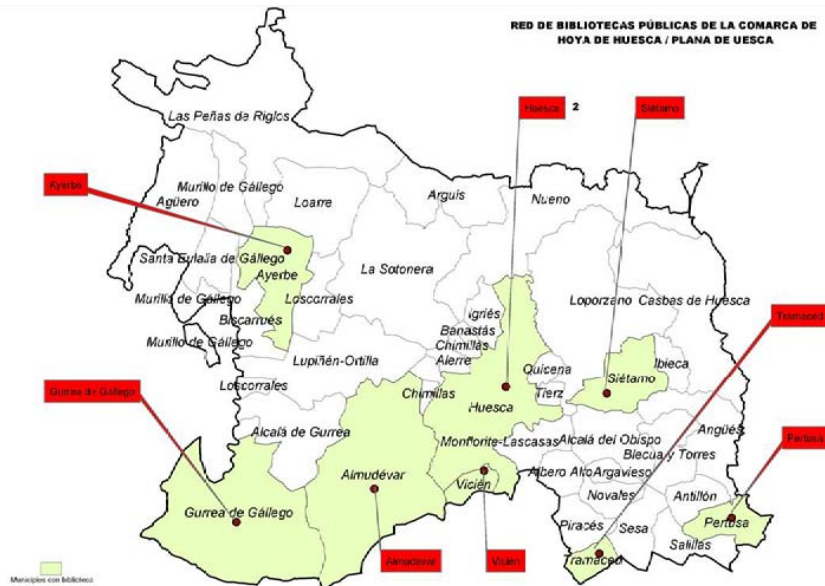 RED DE BIBLIOTECAS PÚBLICAS DE LA COMARCA DE
HOYA DE HUESCA / PLANA DE UESCA
Huesca 2
Siétamo
Las Peñas de Riglos
Ayerbe
Murillo de Gállego
Agüero
Loarre
Arguis
Nueno
Santa Eulalia de Gállego
Ayerbe
La Sotonera
Murillo de Gállego
Loscorrales
Loporzano
Casbas de Huesca
Biscarrués
Igriés
Tramaced
Banastás
Murillo de Gállego
Chimillas
Lupiñén-Ortilla
Alerre
Ibieca
Quicena
Siétamo
Gurrea de Gállego
Loscorrales
Chimillas
Tierz
Huesca
Alcalá de Gurrea
Angüés
Monflorite-Lascasas
Alcalá del Obispo
Pertusa
Blecua y Torres
Almudévar
Albero Alto
Argavieso
Vicién
Novales
Antillón
Gurrea de Gállego
Piracés
Sesa
Pertusa
Salillas
Almudévar
Vicién
Tramaced
Municipios con biblioteca